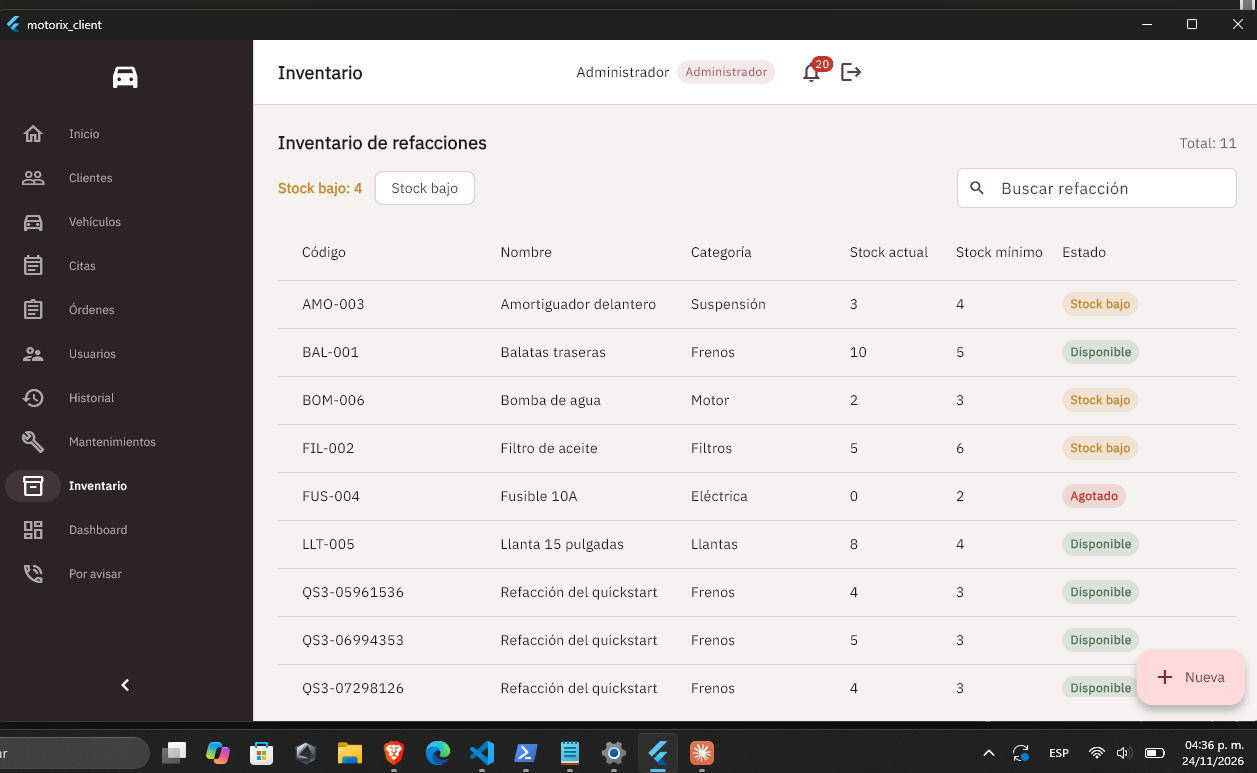 motorix_client
Inicio
Clientes
Vehículos
Citas
Órdenes
Usuarios
Historial
Mantenimientos
Inventario
Dashboard
Por avisar
Inventario
Administrador Administrador 20
Inventario de refacciones
Total: 11
Stock bajo: 4 Stock bajo Buscar refacción
Código Nombre Categoría Stock actual Stock mínimo Estado
AMO-003 Amortiguador delantero Suspensión 3 4 Stock bajo
BAL-001 Balatas traseras Frenos 10 5 Disponible
BOM-006 Bomba de agua Motor 2 3 Stock bajo
FIL-002 Filtro de aceite Filtros 5 6 Stock bajo
FUS-004 Fusible 10A Eléctrica 0 2 Agotado
LLT-005 Llanta 15 pulgadas Llantas 8 4 Disponible
QS3-05961536 Refacción del quickstart Frenos 4 3 Disponible
QS3-06994353 Refacción del quickstart Frenos 5 3 Disponible
QS3-07298126 Refacción del quickstart Frenos 4 3 Disponible
Nueva
ar
ESP
04:36 p. m.
24/11/2026